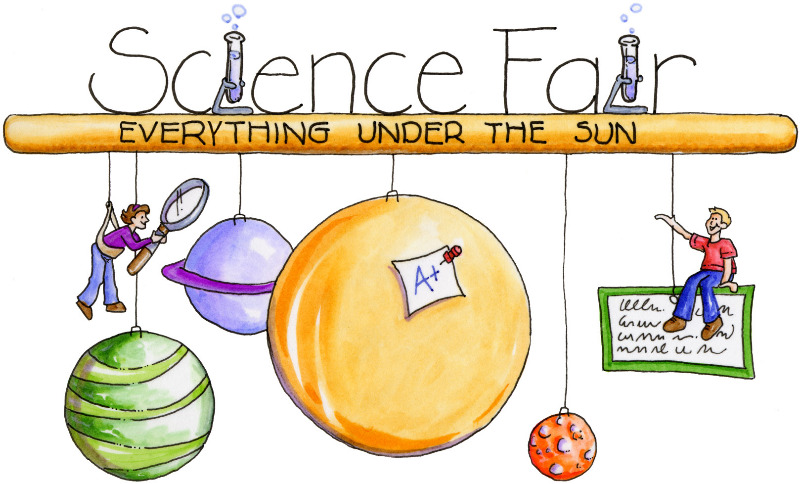 Science Fair
EVERYTHING UNDER THE SUN
A+